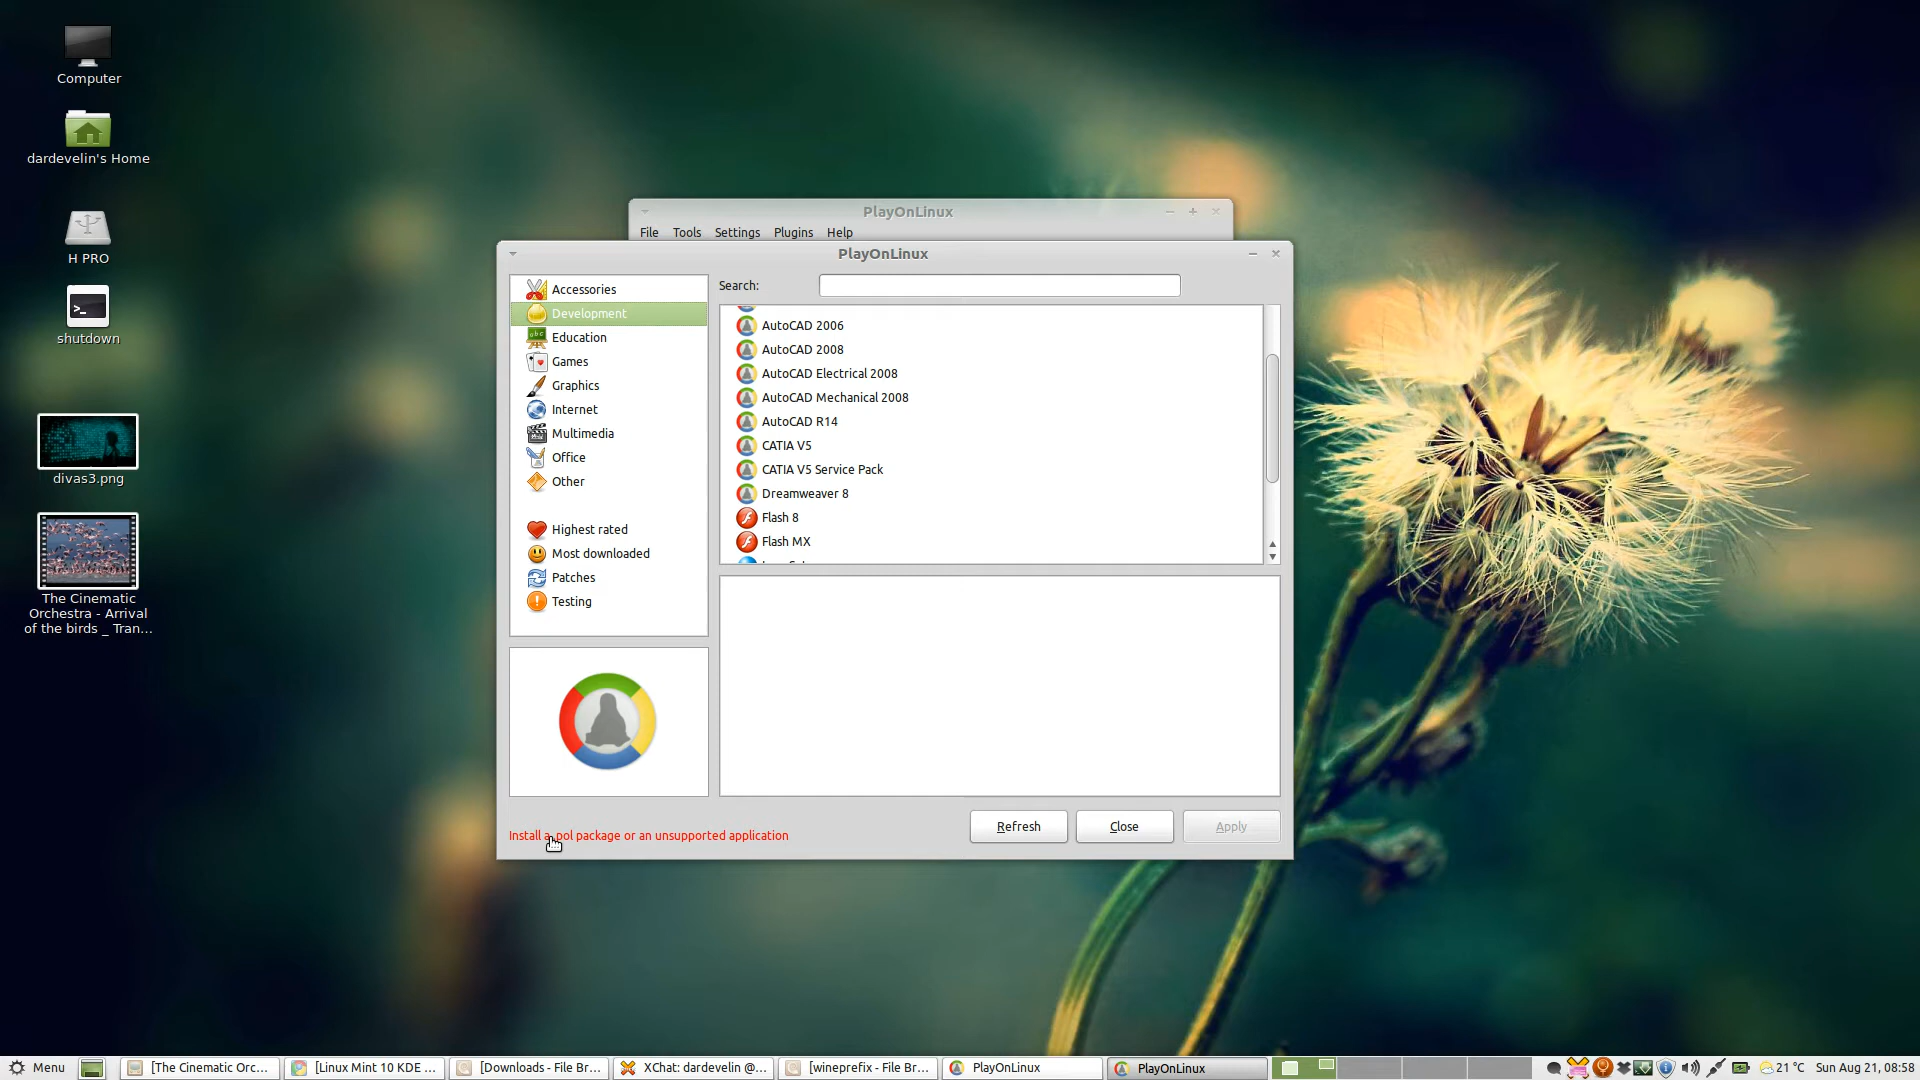 Computer
dardevelin's Home
H PRO
shutdown
divas3.png
The Cinematic
Orchestra - Arrival
of the birds _ Tran...
PlayOnLinux
File Tools Settings Plugins Help
PlayOnLinux
Accessories
Development
Education
Games
Graphics
Internet
Multimedia
Office
Other
Highest rated
Most downloaded
Patches
Testing
Search:
AutoCAD 2006
AutoCAD 2008
AutoCAD Electrical 2008
AutoCAD Mechanical 2008
AutoCAD R14
CATIA V5
CATIA V5 Service Pack
Dreamweaver 8
Flash 8
Flash MX
Install a .pol package or an unsupported application
Refresh
Close
Apply
Menu
[The Cinematic Orc...
[Linux Mint 10 KDE ...
[Downloads - File Br...
XChat: dardevelin @...
[wineprefix - File Br...
PlayOnLinux
PlayOnLinux
21 °C
Sun Aug 21, 08:58